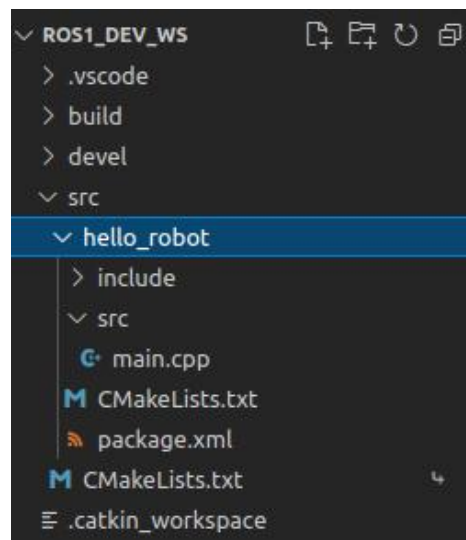 ROS1_DEV_WS
.vscode
build
devel
src
hello_robot
include
src
main.cpp
CMakeLists.txt
package.xml
CMakeLists.txt
.catkin_workspace